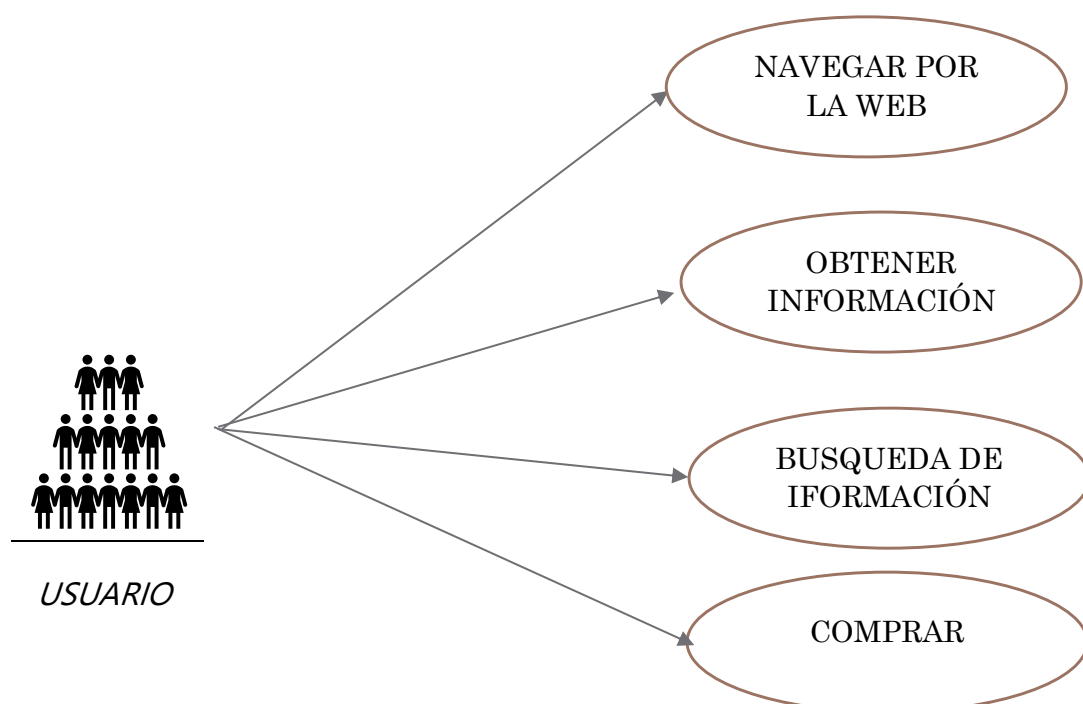 NAVEGAR POR
LA WEB
OBTENER
INFORMACIÓN
BUSQUEDA DE
IFORMACIÓN
USUARIO
COMPRAR